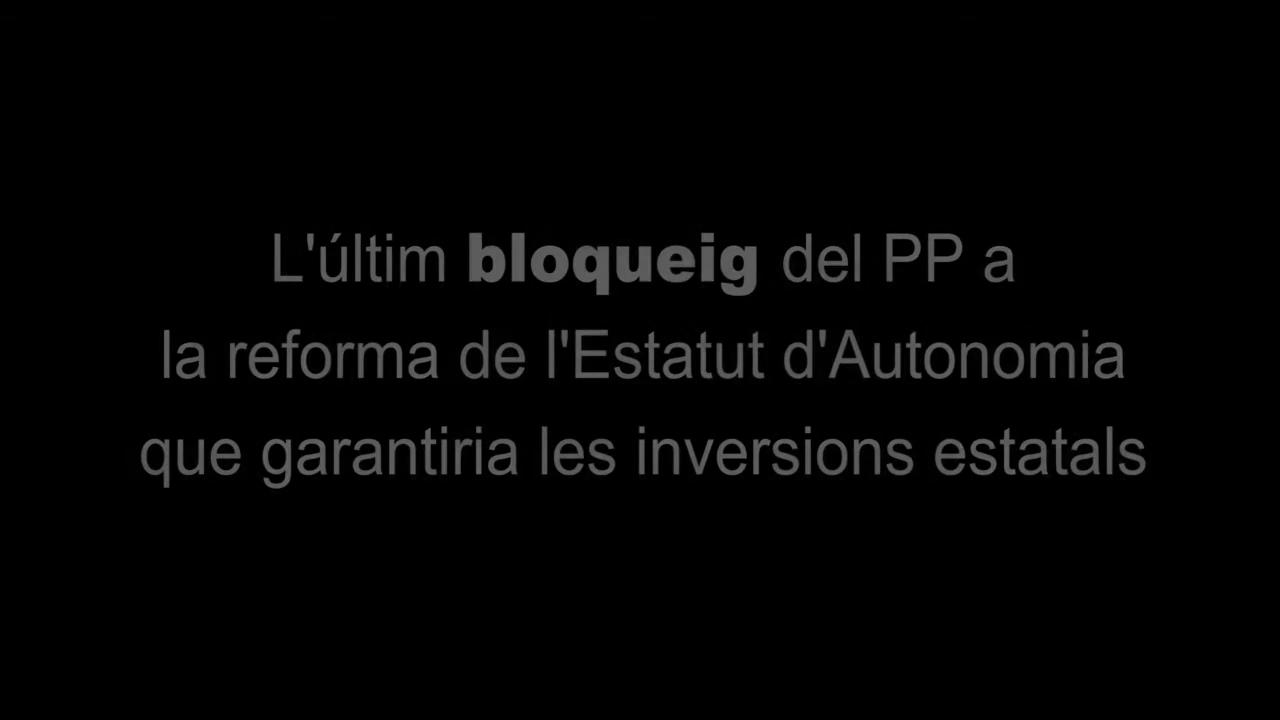 L'últim bloqueig del PP a
la reforma de l'Estatut d'Autonomia
que garantiria les inversions estatals